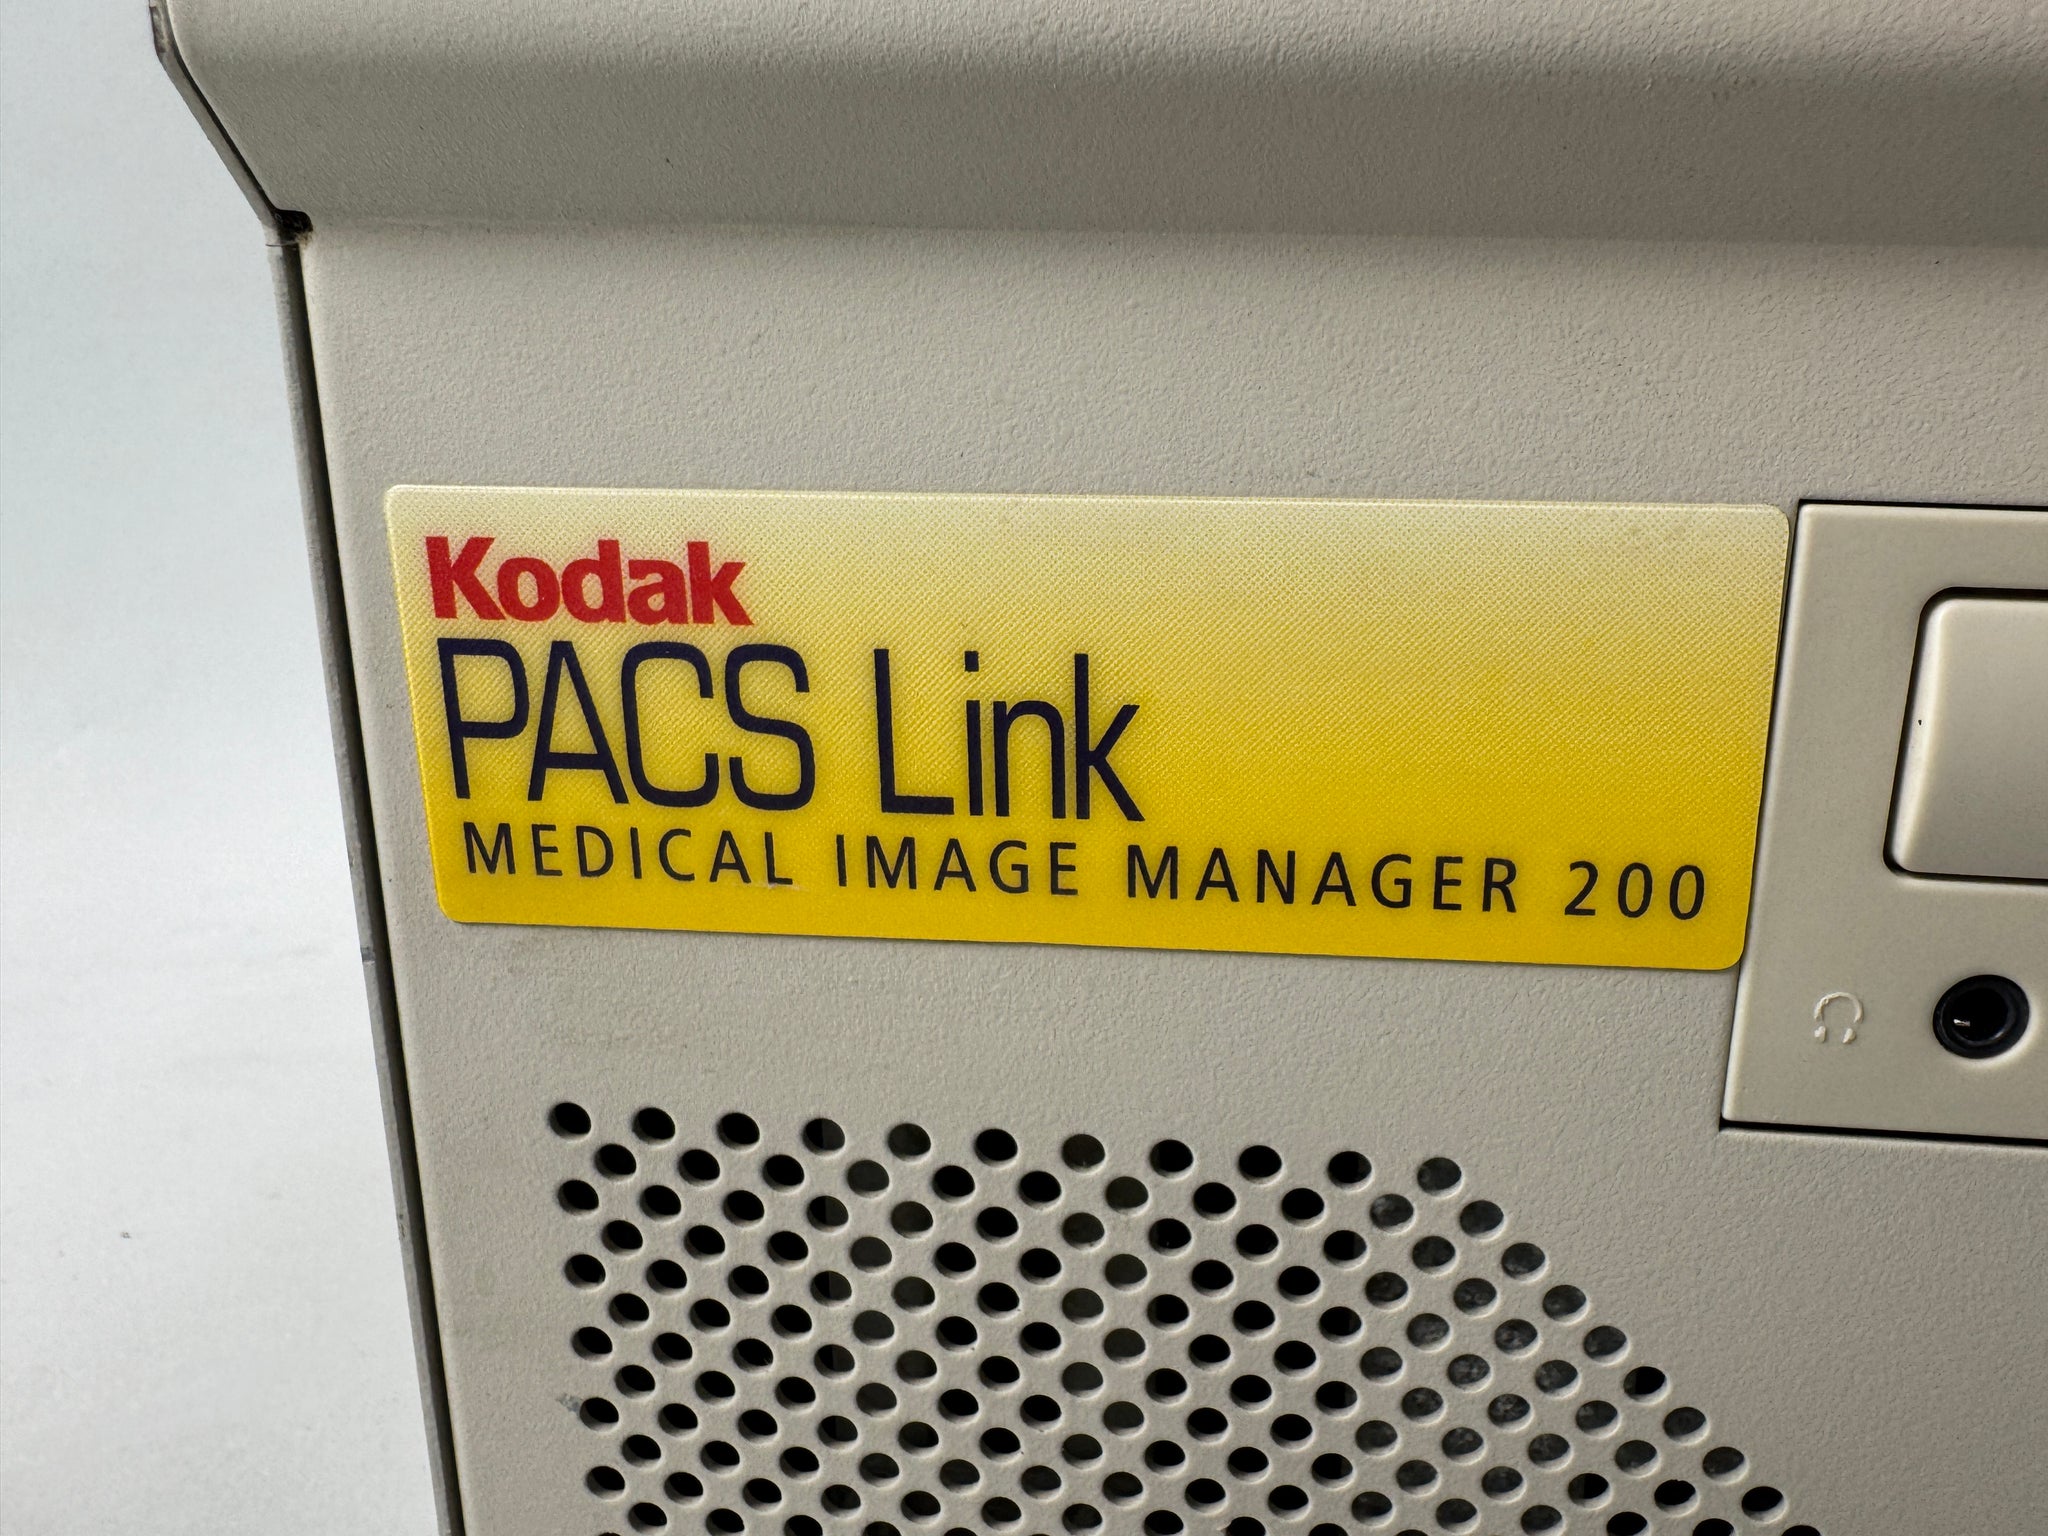 Kodak
PACS Link
MEDICAL IMAGE MANAGER 200